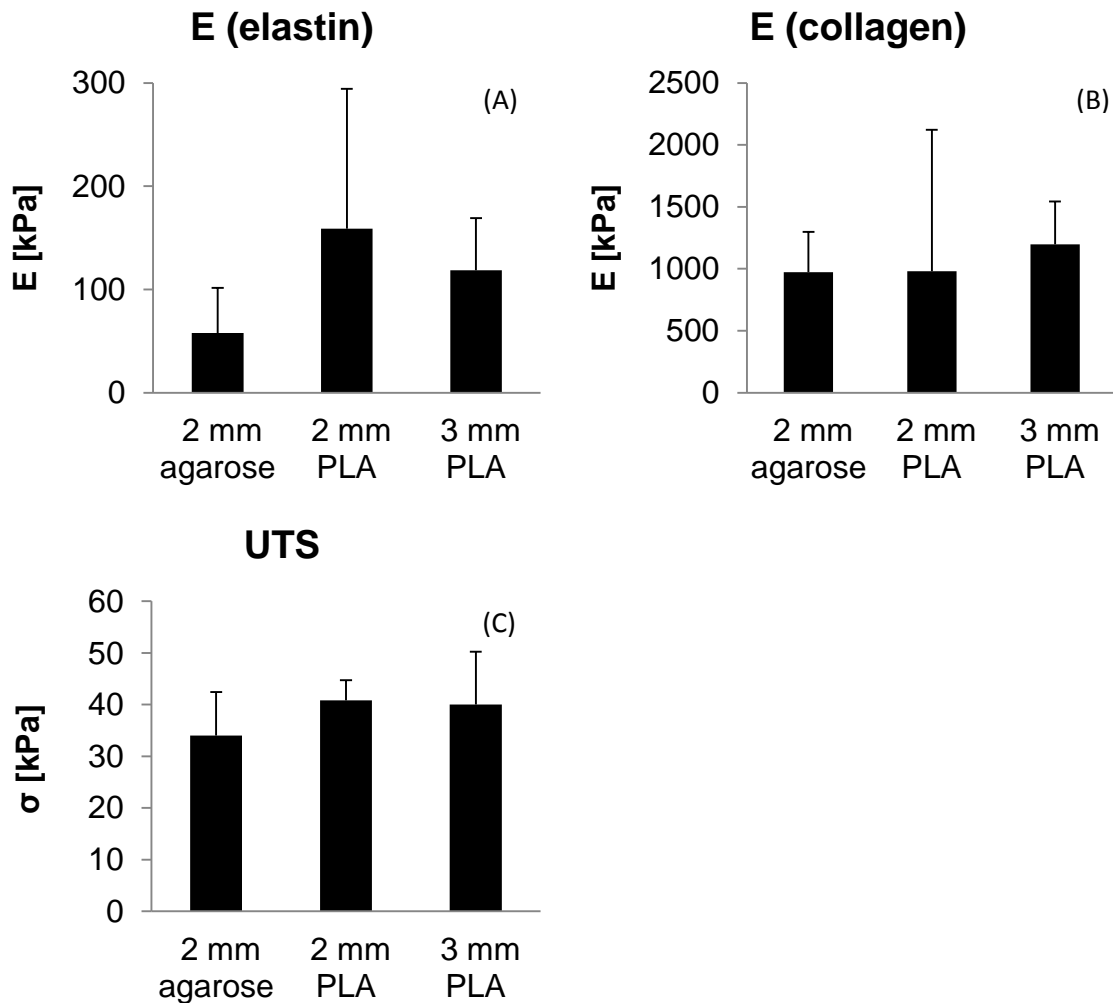 E (elastin)
(A)
E [kPa]
300
200
100
0
2 mm agarose
2 mm PLA
3 mm PLA
E (collagen)
(B)
E [kPa]
2500
2000
1500
1000
500
0
2 mm agarose
2 mm PLA
3 mm PLA
UTS
(C)
σ [kPa]
60
50
40
30
20
10
0
2 mm agarose
2 mm PLA
3 mm PLA